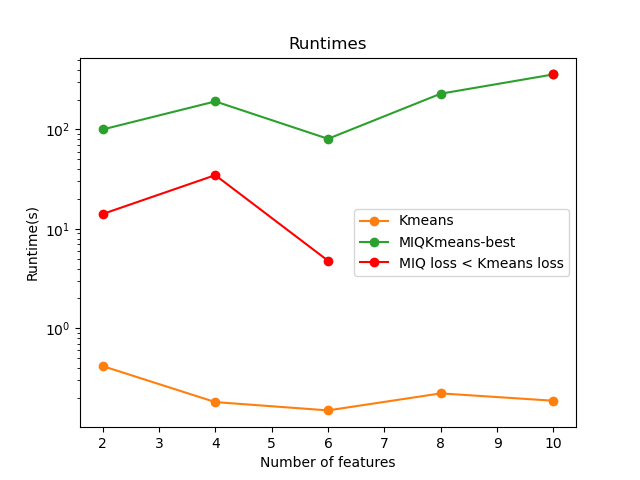 Runtimes
Runtime(s)
10²
10¹
10⁰
Kmeans
MIQKmeans-best
MIQ loss < Kmeans loss
2 3 4 5 6 7 8 9 10
Number of features